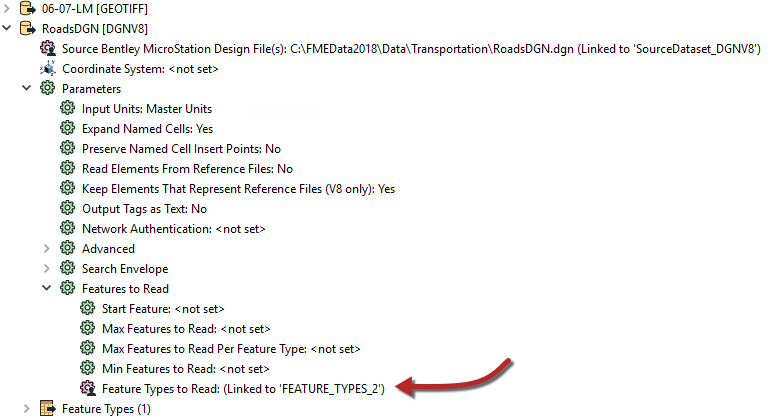 06-07-LM [GEOTIFF]
RoadsDGN [DGNV8]
Source Bentley MicroStation Design File(s): C:\FMEData2018\Data\Transportation\RoadsDGN.dgn (Linked to 'SourceDataset_DGNV8')
Coordinate System: <not set>
Parameters
Input Units: Master Units
Expand Named Cells: Yes
Preserve Named Cell Insert Points: No
Read Elements From Reference Files: No
Keep Elements That Represent Reference Files (V8 only): Yes
Output Tags as Text: No
Network Authentication: <not set>
Advanced
Search Envelope
Features to Read
Start Feature: <not set>
Max Features to Read: <not set>
Max Features to Read Per Feature Type: <not set>
Min Features to Read: <not set>
Feature Types to Read: (Linked to 'FEATURE_TYPES_2')
Feature Types (1)